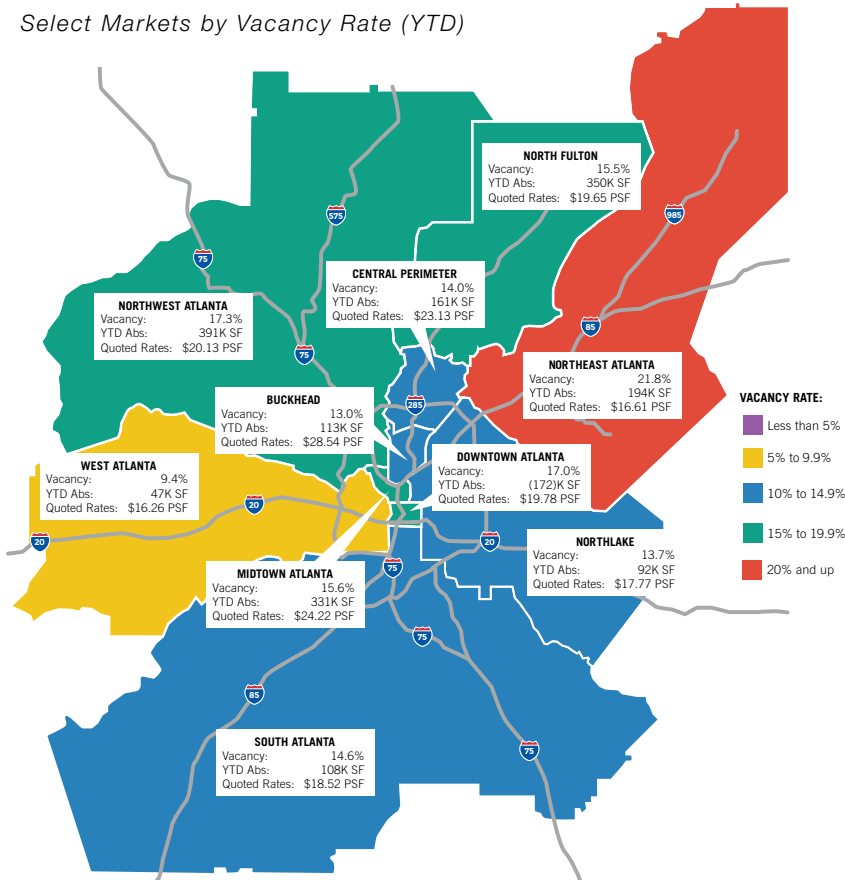 Select Markets by Vacancy Rate (YTD)
NORTH FULTON
Vacancy: 15.5%
YTD Abs: 350K SF
Quoted Rates: $19.65 PSF
575
985
75
CENTRAL PERIMETER
Vacancy: 14.0%
YTD Abs: 161K SF
Quoted Rates: $23.13 PSF
NORTHWEST ATLANTA
Vacancy: 17.3%
YTD Abs: 391K SF
Quoted Rates: $20.13 PSF
85
75
NORTHEAST ATLANTA
Vacancy: 21.8%
YTD Abs: 194K SF
Quoted Rates: $16.61 PSF
BUCKHEAD
Vacancy: 13.0%
YTD Abs: 113K SF
Quoted Rates: $28.54 PSF
285
VACANCY RATE:
Less than 5%
5% to 9.9%
10% to 14.9%
15% to 19.9%
20% and up
WEST ATLANTA
Vacancy: 9.4%
YTD Abs: 47K SF
Quoted Rates: $16.26 PSF
DOWNTOWN ATLANTA
Vacancy: 17.0%
YTD Abs: (172)K SF
Quoted Rates: $19.78 PSF
20
20
20
NORTHLAKE
Vacancy: 13.7%
YTD Abs: 92K SF
Quoted Rates: $17.77 PSF
MIDTOWN ATLANTA
Vacancy: 15.6%
YTD Abs: 331K SF
Quoted Rates: $24.22 PSF
75
75
85
SOUTH ATLANTA
Vacancy: 14.6%
YTD Abs: 108K SF
Quoted Rates: $18.52 PSF
75